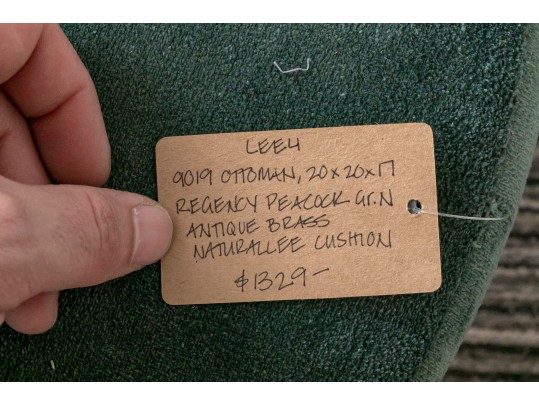 LEE4
9019 OTTOMAN, 20x20x17
REGENCY PEACOCK Gr.N
ANTIQUE BRASS
NATURALLEE CUSHION
$1329-